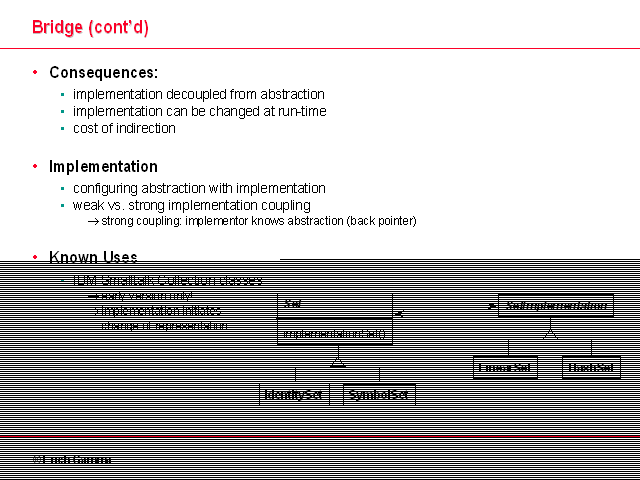 Bridge (cont'd)
• Consequences:
• implementation decoupled from abstraction
• implementation can be changed at run-time
• cost of indirection
• Implementation
• configuring abstraction with implementation
• weak vs. strong implementation coupling
→ strong coupling: implementor knows abstraction (back pointer)
• Known Uses
• IBM Smalltalk Collection classes
→ early version only!
→ implementation initiates
change of representation
Set
SetImplementation
implementationGet()
LinearSet
HashSet
IdentitySet
SymbolSet
© Erich Gamma